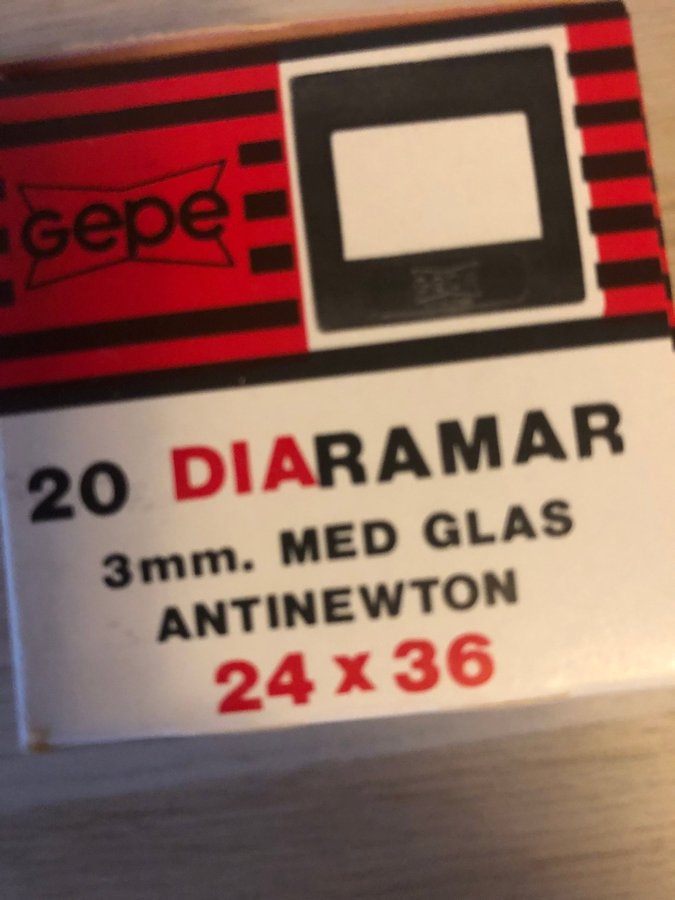 GePe
20 DIARAMAR
3mm. MED GLAS
ANTINEWTON
24 x 36